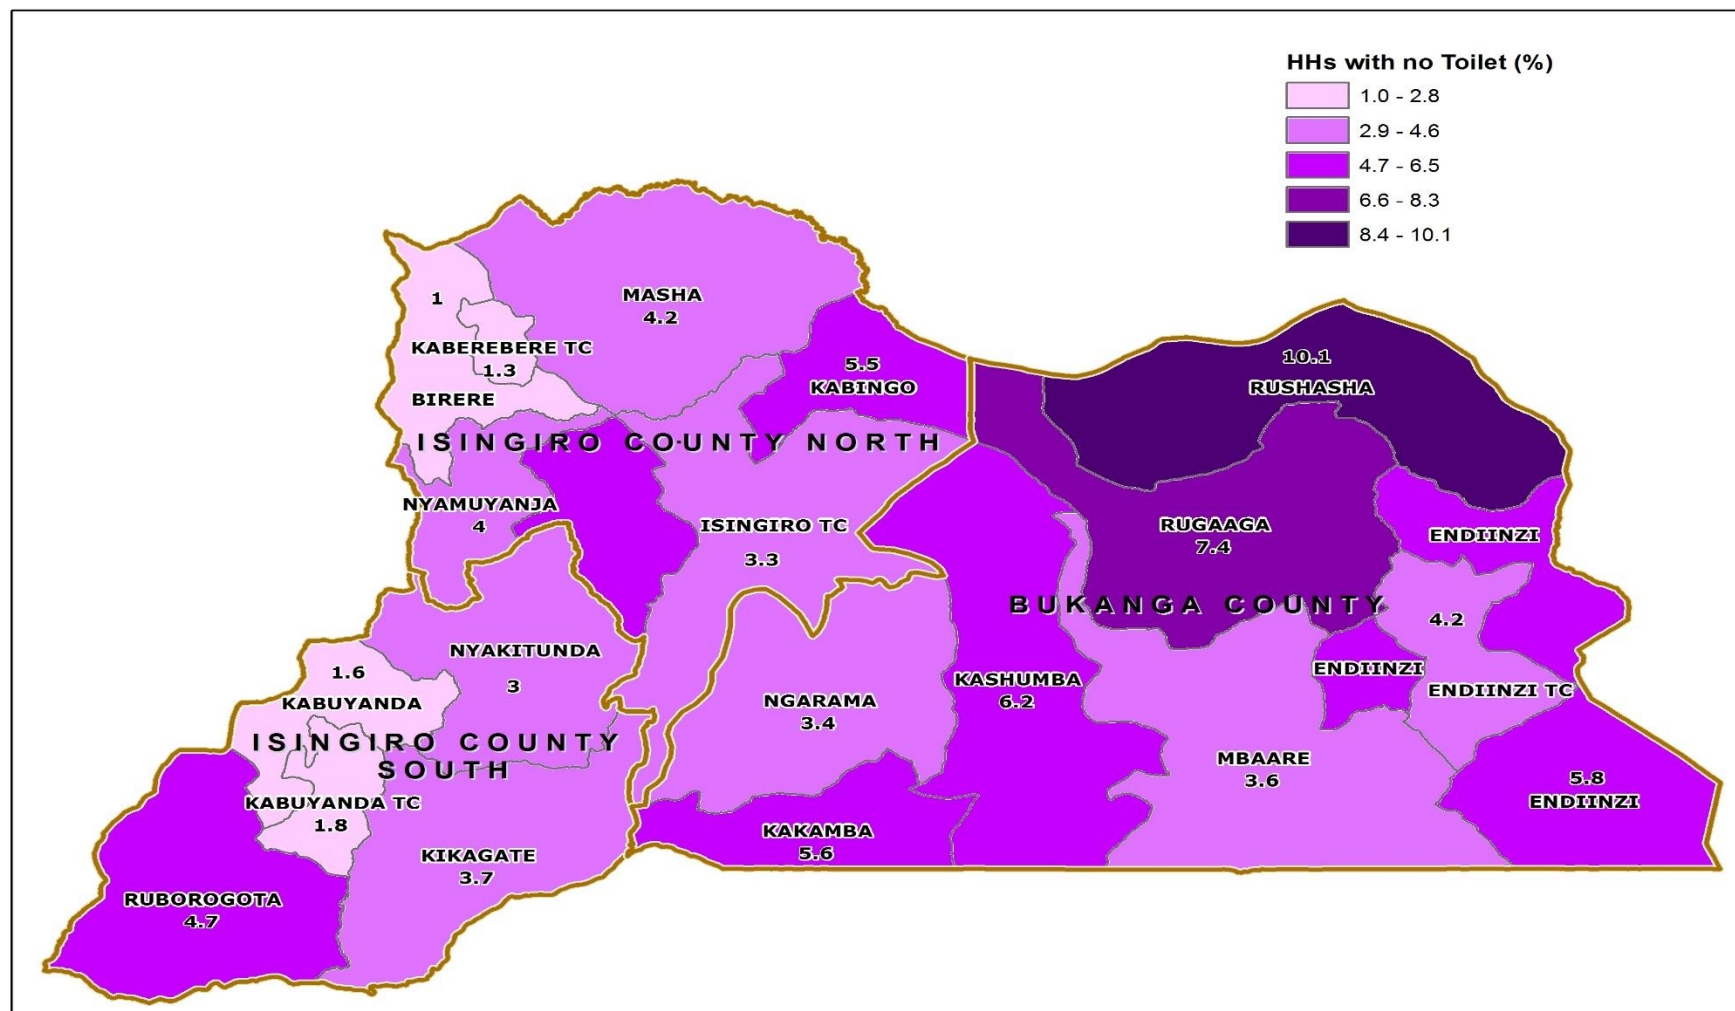 HHs with no Toilet (%)
1.0 - 2.8
2.9 - 4.6
4.7 - 6.5
6.6 - 8.3
8.4 - 10.1
1
MASHA
4.2
KABEREBERE TC
1.3
BIRERE
5.5
KABINGO
10.1
RUSHASHA
ISINGIRO COUNTY NORTH
NYAMUYANJA
4
ISINGIRO TC
3.3
RUGAAGA
7.4
ENDIINZI
BUKANGA COUNTY
4.2
NYAKITUNDA
3
1.6
KABUYANDA
NGARAMA
3.4
KASHUMBA
6.2
ENDIINZI
ENDIINZI TC
ISINGIRO COUNTY
SOUTH
MBAARE
3.6
5.8
ENDIINZI
KABUYANDA TC
1.8
KAKAMBA
5.6
KIKAGATE
3.7
RUBOROGOTA
4.7